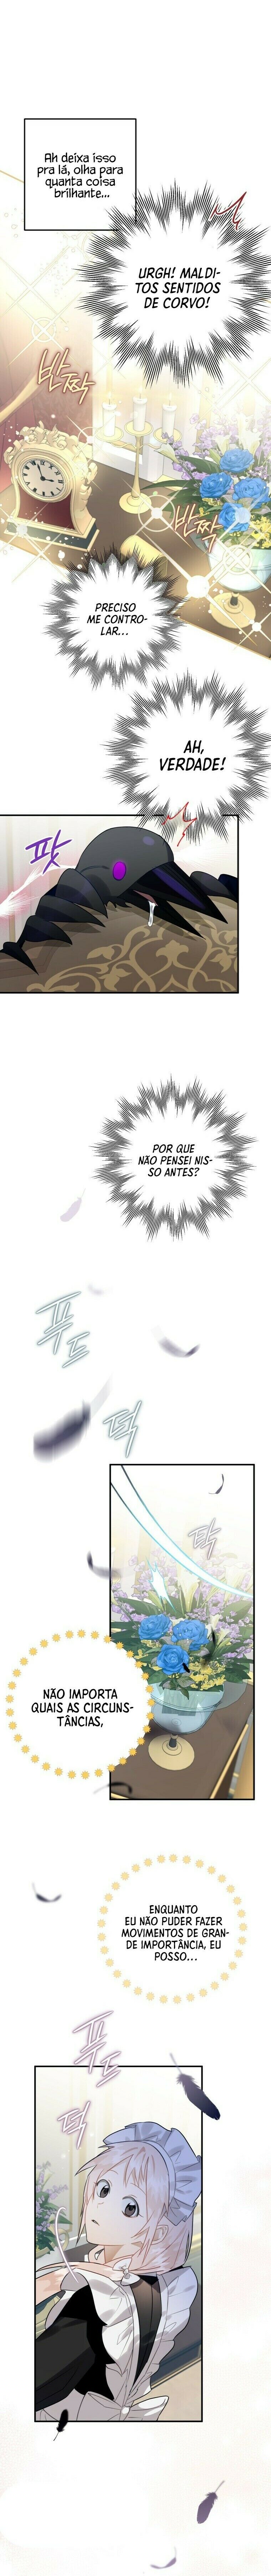 Ah deixa isso
pra lá, olha para
quanta coisa
brilhante...
URGH! MALDI-
TOS SENTIDOS
DE CORVO!
반
짝
반
짝
PRECISO
ME CONTRO-
LAR...
AH,
VERDADE!
팟
POR QUE
NÃO PENSEI NIS-
SO ANTES?
푸
드
덕
덕
NÃO IMPORTA
QUAIS AS CIRCUNS-
TÂNCIAS,
ENQUANTO
EU NÃO PUDER FAZER
MOVIMENTOS DE GRAN-
DE IMPORTÂNCIA, EU
POSSO...
푸
드
덕